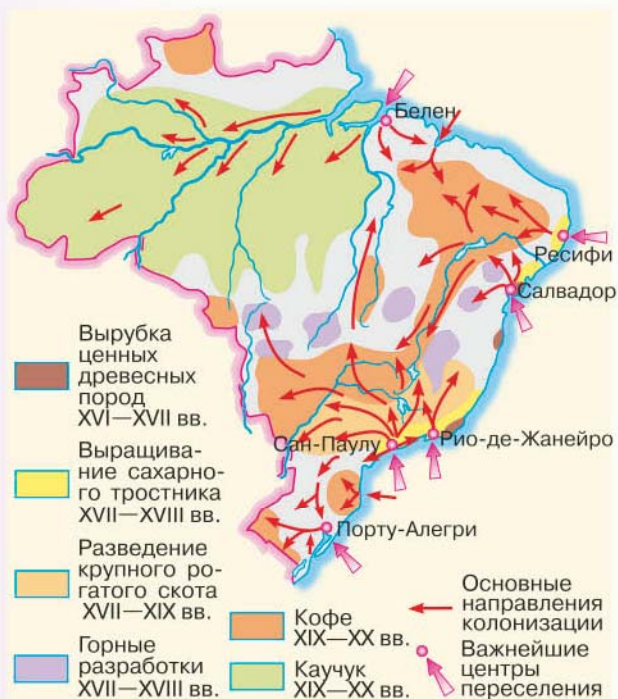 Белен
Ресифи
Салвадор
Рио-де-Жанейро
Сан-Паулу
Порту-Алегри
Вырубка
ценных
древесных
пород
XVI—XVII вв.
Выращива-
ние сахарно-
го тростника
XVII—XVIII вв.
Разведение
крупного ро-
гатого скота
XVII—XIX вв.
Горные
разработки
XVII—XVIII вв.
Кофе
XIX—XX вв.
Каучук
XIX—XX вв.
Основные
направления
колонизации
Важнейшие
центры
переселения